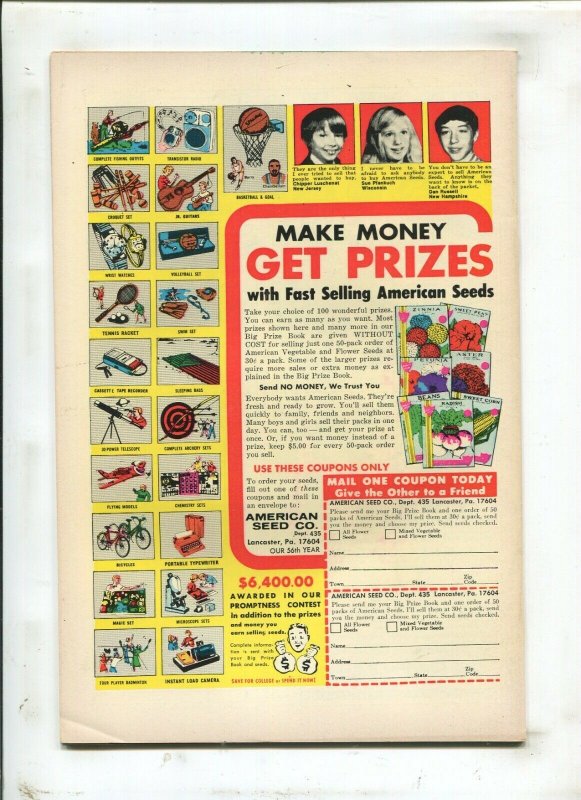 COMPLETE FISHING OUTFITS
TRANSISTOR RADIO
BASKETBALL & GOAL
Chamberlain
They are the only thing
I ever tried to sell that
people wanted to buy.
Chipper Luschenat
New Jersey
I never have to be
afraid to ask anybody
to buy American Seeds.
Sue Plankuch
Wisconsin
You don't have to be an
expert to sell American
Seeds. Anything they
want to know is on the
back of the packet.
Dan Russell
New Hampshire
CROQUET SET
JR. GUITARS
WRIST WATCHES
VOLLEYBALL SET
TENNIS RACKET
SWIM SET
CASSETTE TAPE RECORDER
SLEEPING BAGS
30-POWER TELESCOPE
COMPLETE ARCHERY SETS
FLYING MODELS
CHEMISTRY SETS
BICYCLES
PORTABLE TYPEWRITER
MAGIC SET
MICROSCOPE SETS
FOUR PLAYER BADMINTON
INSTANT LOAD CAMERA
MAKE MONEY
GET PRIZES
with Fast Selling American Seeds
Take your choice of 100 wonderful prizes.
You can earn as many as you want. Most
prizes shown here and many more in our
Big Prize Book are given WITHOUT
COST for selling just one 50-pack order of
American Vegetable and Flower Seeds at
30¢ a pack. Some of the larger prizes re-
quire more sales or extra money as ex-
plained in the Big Prize Book.
Send NO MONEY, We Trust You
Everybody wants American Seeds. They're
fresh and ready to grow. You'll sell them
quickly to family, friends and neighbors.
Many boys and girls sell their packs in one
day. You can, too — and get your prize at
once. Or, if you want money instead of a
prize, keep $5.00 for every 50-pack order
you sell.
ZINNIA
SWEET PEAS
PETUNIA
ASTER
BEANS
RADISH
SWEET CORN
USE THESE COUPONS ONLY
To order your seeds,
fill out one of these
coupons and mail in
an envelope to:
AMERICAN
SEED CO.
Dept. 435
Lancaster, Pa. 17604
OUR 56th YEAR
$6,400.00
AWARDED IN OUR
PROMPTNESS CONTEST
in addition to the prizes
and money you
earn selling seeds.
Complete informa-
tion is sent with
your Big Prize
Book and seeds.
$ $
SAVE FOR COLLEGE or SPEND IT NOW!
MAIL ONE COUPON TODAY
Give the Other to a Friend
AMERICAN SEED CO., Dept. 435 Lancaster, Pa. 17604
Please send me your Big Prize Book and one order of 50
packs of American Seeds. I'll sell them at 30¢ a pack, send
you the money and choose my prize. Send seeds checked.
All Flower
Seeds
Mixed Vegetable
and Flower Seeds
Name
Address
Town State Zip
Code
AMERICAN SEED CO., Dept. 435 Lancaster, Pa. 17604
Please send me your Big Prize Book and one order of 50
packs of American Seeds. I'll sell them at 30¢ a pack, send
you the money and choose my prize. Send seeds checked.
All Flower
Seeds
Mixed Vegetable
and Flower Seeds
Name
Address
Town State Zip
Code